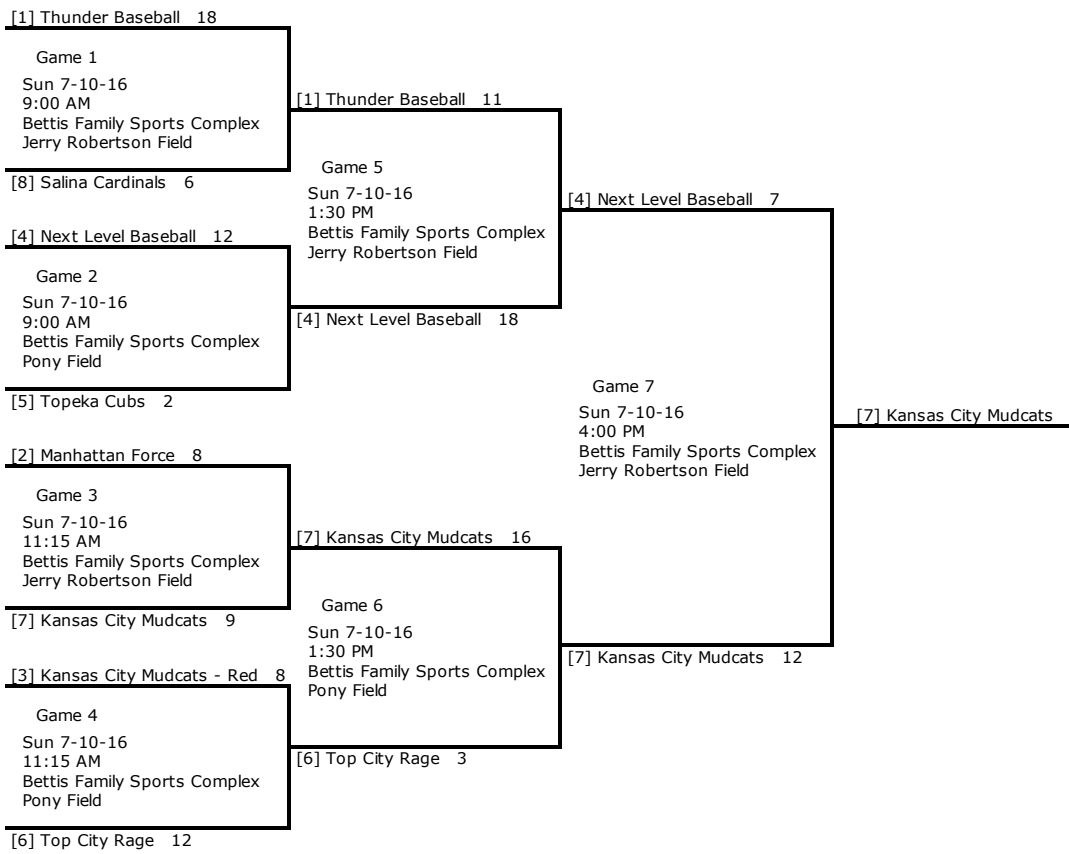 [1] Thunder Baseball 18
Game 1
Sun 7-10-16
9:00 AM
Bettis Family Sports Complex
Jerry Robertson Field
[8] Salina Cardinals 6
[4] Next Level Baseball 12
Game 2
Sun 7-10-16
9:00 AM
Bettis Family Sports Complex
Pony Field
[5] Topeka Cubs 2
[2] Manhattan Force 8
Game 3
Sun 7-10-16
11:15 AM
Bettis Family Sports Complex
Jerry Robertson Field
[7] Kansas City Mudcats 9
[3] Kansas City Mudcats - Red 8
Game 4
Sun 7-10-16
11:15 AM
Bettis Family Sports Complex
Pony Field
[6] Top City Rage 12
[1] Thunder Baseball 11
Game 5
Sun 7-10-16
1:30 PM
Bettis Family Sports Complex
Jerry Robertson Field
[4] Next Level Baseball 18
[7] Kansas City Mudcats 16
Game 6
Sun 7-10-16
1:30 PM
Bettis Family Sports Complex
Pony Field
[6] Top City Rage 3
[4] Next Level Baseball 7
Game 7
Sun 7-10-16
4:00 PM
Bettis Family Sports Complex
Jerry Robertson Field
[7] Kansas City Mudcats 12
[7] Kansas City Mudcats